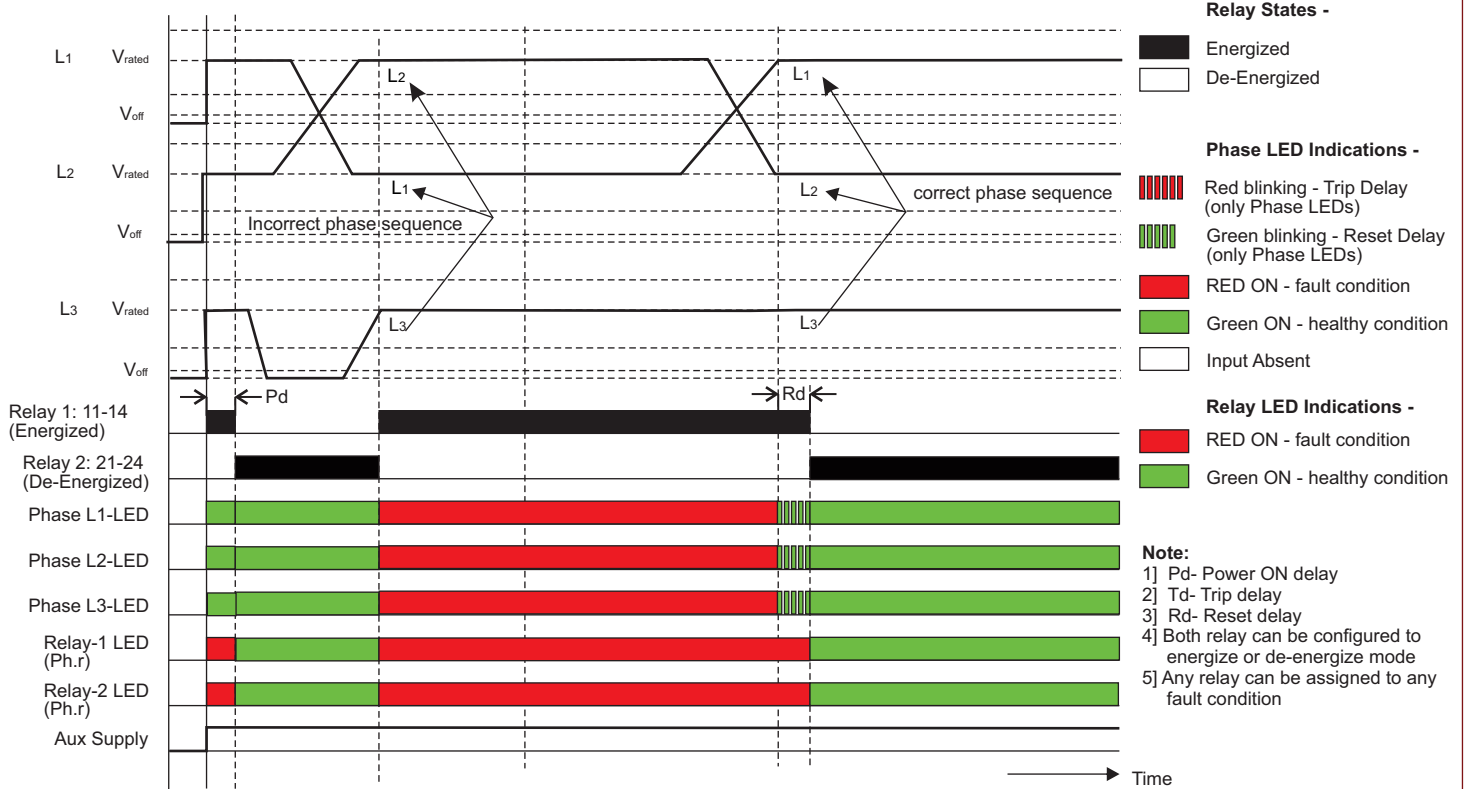 Relay States -
Energized
De-Energized
L1 Vrated
Voff
L2 Vrated
Voff
L3 Vrated
Voff
L2
L1
Incorrect phase sequence
L3
L1
L2
correct phase sequence
L3
Pd
Rd
Relay 1: 11-14
(Energized)
Relay 2: 21-24
(De-Energized)
Phase L1-LED
Phase L2-LED
Phase L3-LED
Relay-1 LED
(Ph.r)
Relay-2 LED
(Ph.r)
Aux Supply
Time
Phase LED Indications -
Red blinking - Trip Delay
(only Phase LEDs)
Green blinking - Reset Delay
(only Phase LEDs)
RED ON - fault condition
Green ON - healthy condition
Input Absent
Relay LED Indications -
RED ON - fault condition
Green ON - healthy condition
Note:
1] Pd- Power ON delay
2] Td- Trip delay
3] Rd- Reset delay
4] Both relay can be configured to
energize or de-energize mode
5] Any relay can be assigned to any
fault condition